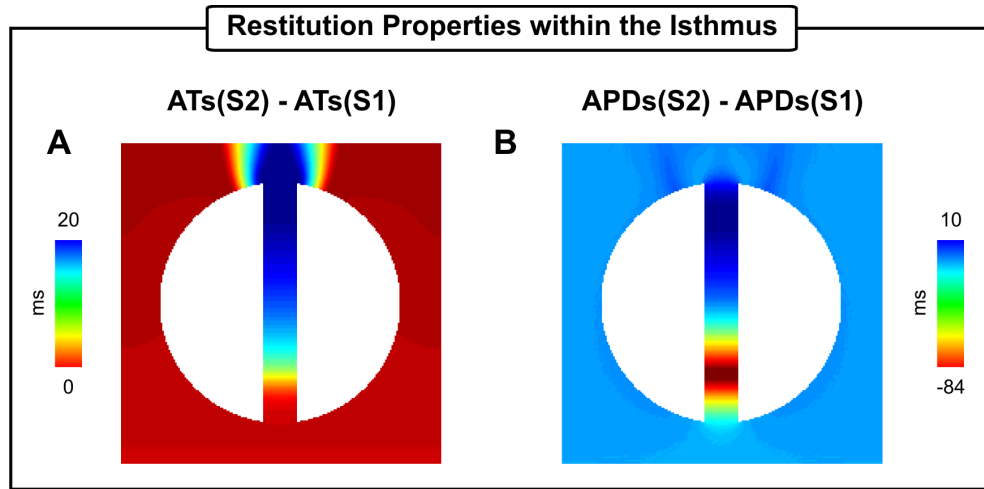 Restitution Properties within the Isthmus
ATs(S2) - ATs(S1)
APDs(S2) - APDs(S1)
A
B
20
ms
0
10
ms
-84